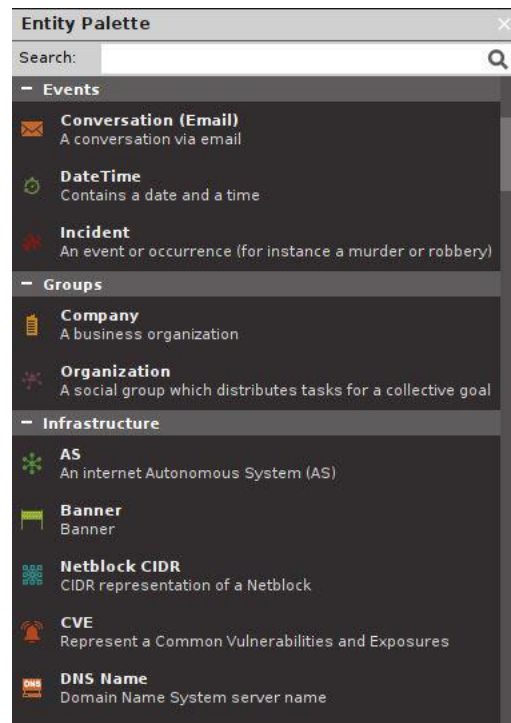 Entity Palette
Search:
Events
Conversation (Email)
A conversation via email
DateTime
Contains a date and a time
Incident
An event or occurrence (for instance a murder or robbery)
Groups
Company
A business organization
Organization
A social group which distributes tasks for a collective goal
Infrastructure
AS
An internet Autonomous System (AS)
Banner
Banner
Netblock CIDR
CIDR representation of a Netblock
CVE
Represent a Common Vulnerabilities and Exposures
DNS
DNS Name
Domain Name System server name